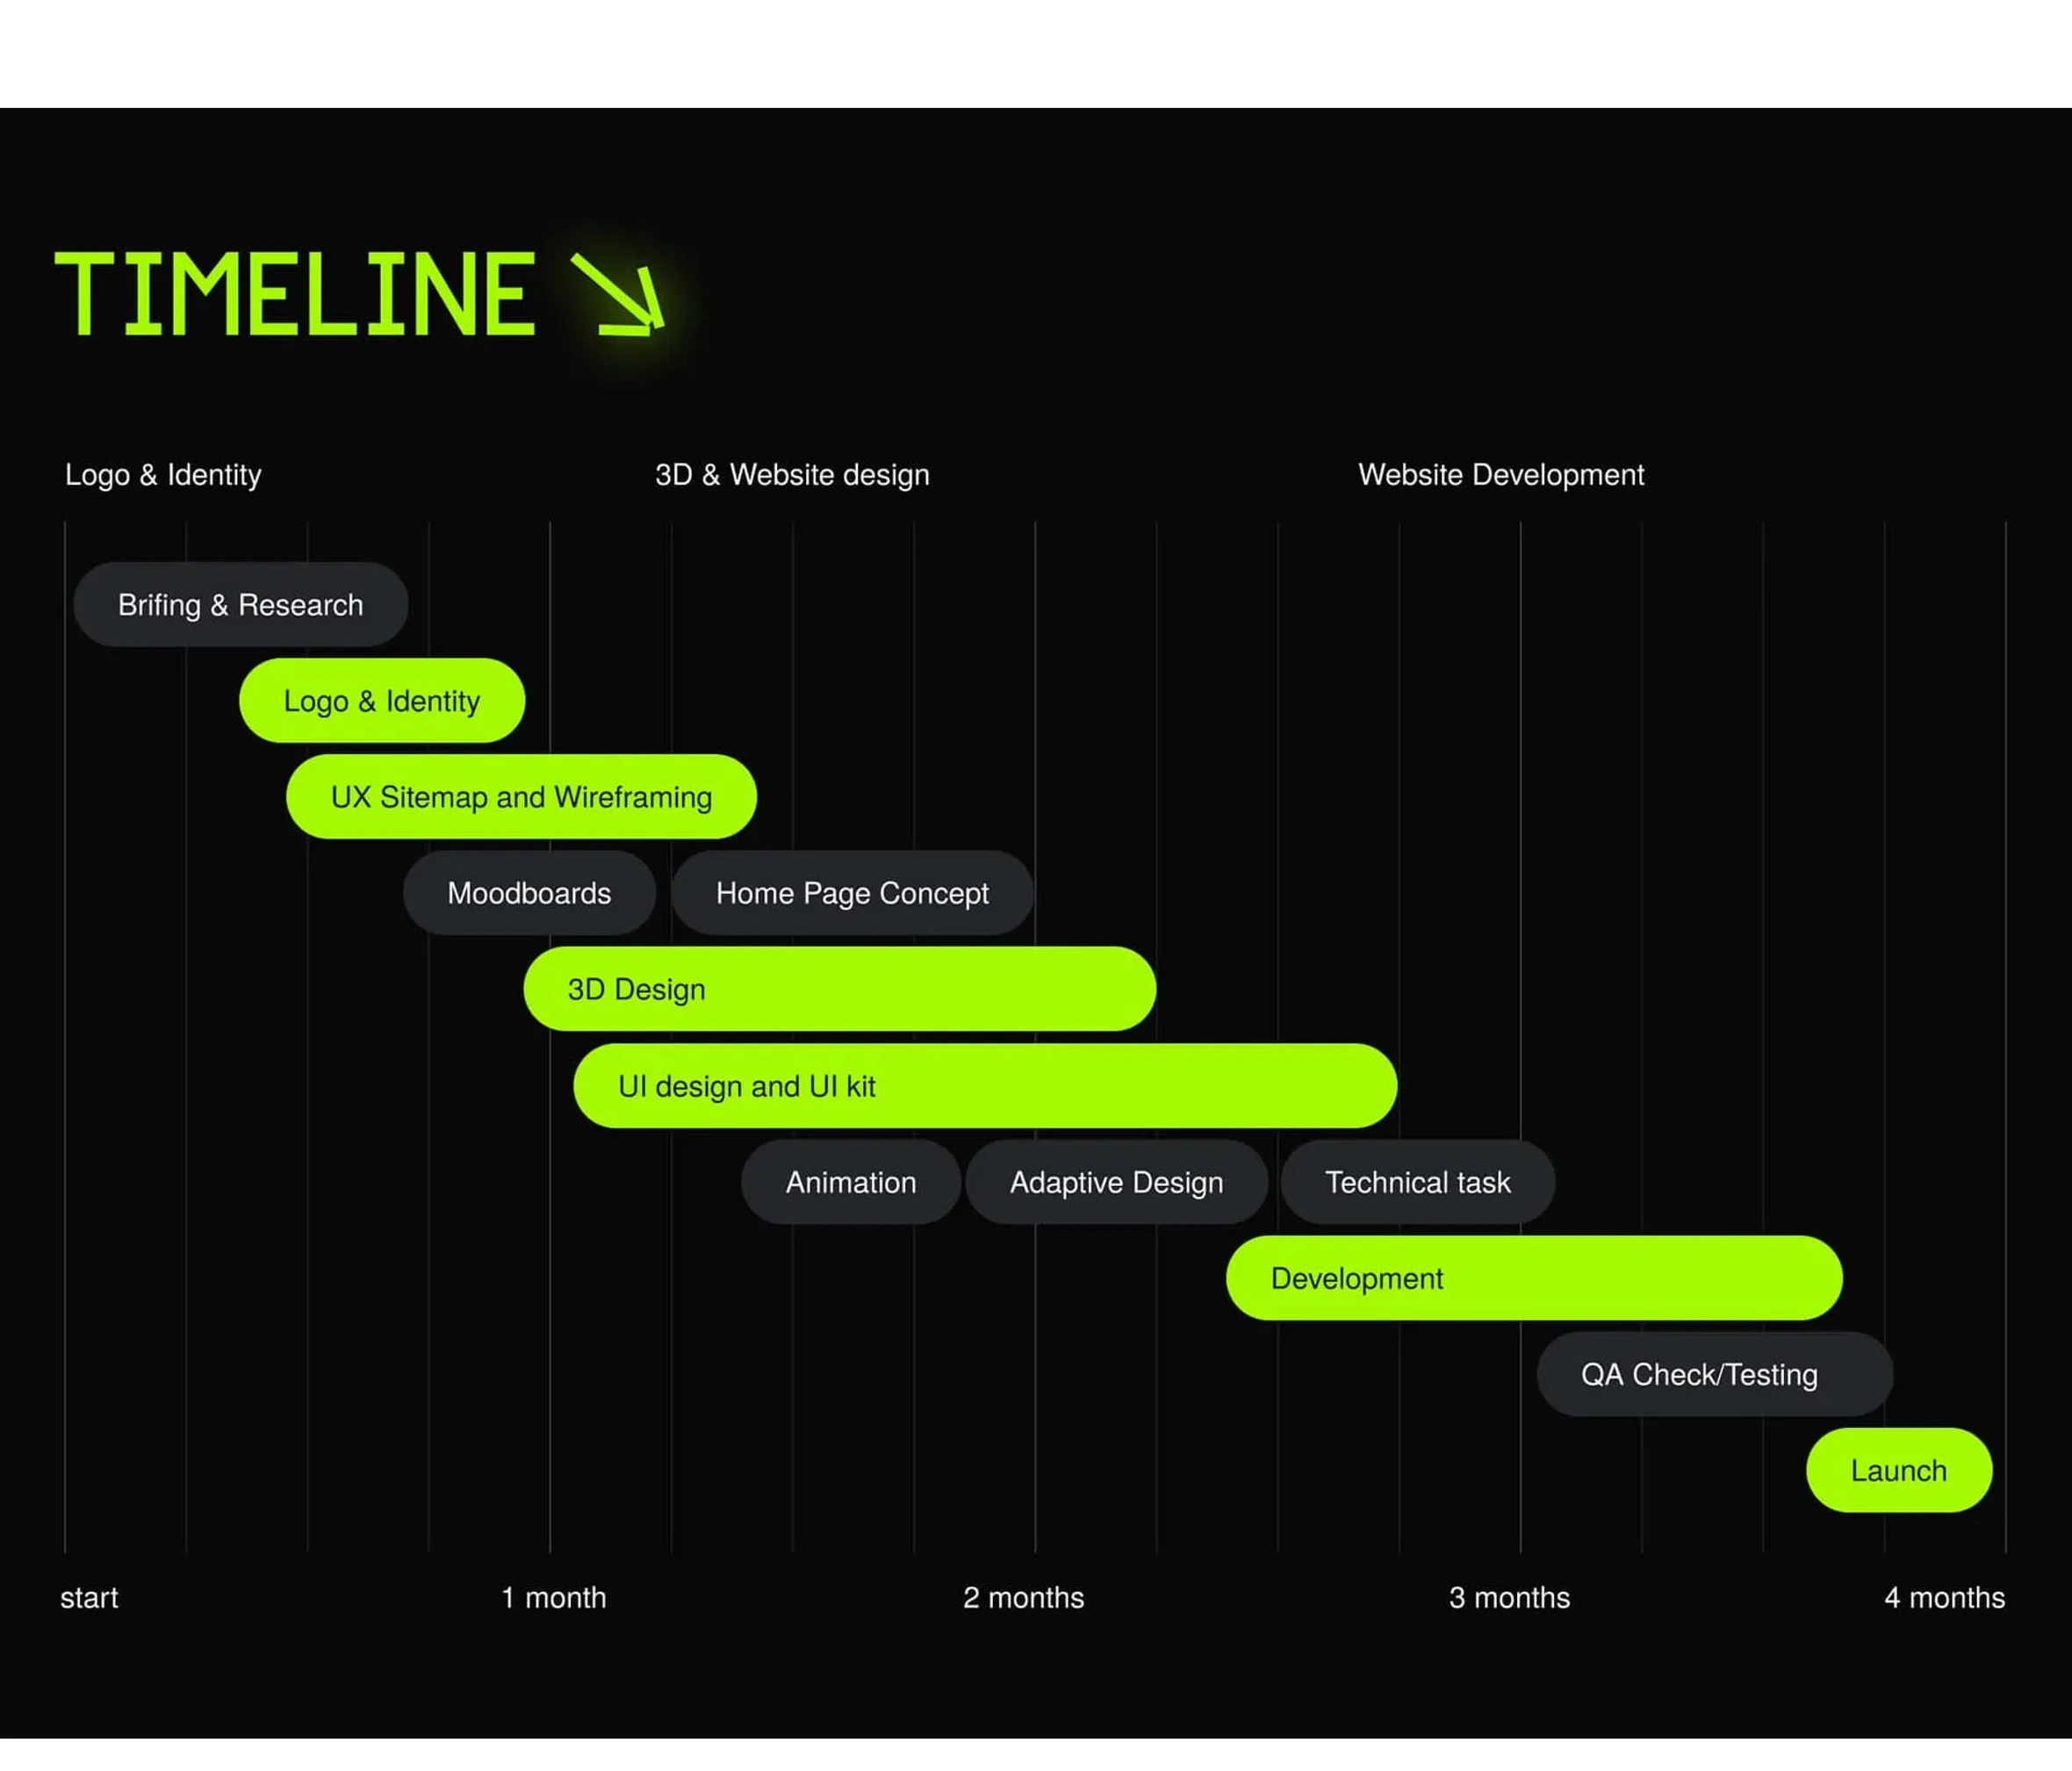 TIMELINE
Logo & Identity
3D & Website design
Website Development
Brifing & Research
Logo & Identity
UX Sitemap and Wireframing
Moodboards
Home Page Concept
3D Design
UI design and UI kit
Animation
Adaptive Design
Technical task
Development
QA Check/Testing
Launch
start
1 month
2 months
3 months
4 months